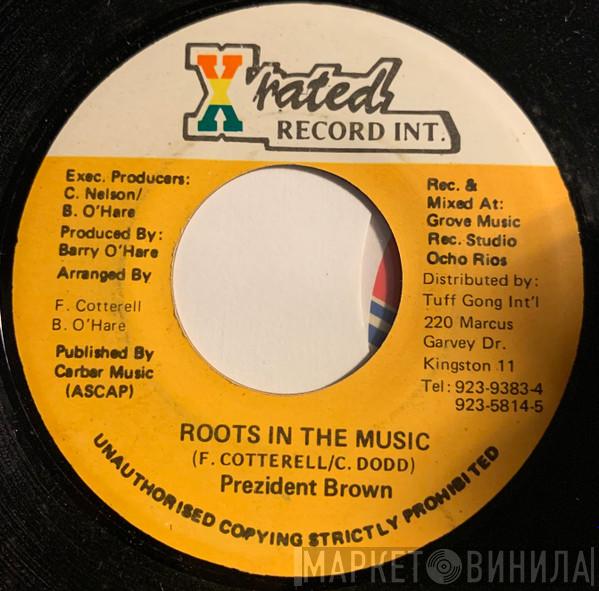 X'rated
RECORD INT.
Exec. Producers:
C. Nelson/
B. O'Hare
Produced By:
Barry O'Hare
Arranged By
F. Cotterell
B. O'Hare
Published By
Carbar Music
(ASCAP)
Rec. &
Mixed At:
Grove Music
Rec. Studio
Ocho Rios
Distributed by:
Tuff Gong Int'l
220 Marcus
Garvey Dr.
Kingston 11
Tel: 923-9383-4
923-5814-5
ROOTS IN THE MUSIC
(F. COTTERELL/C. DODD)
Prezident Brown
UNAUTHORISED COPYING STRICTLY PROHIBITED
МАРКЕТ ВИНИЛА